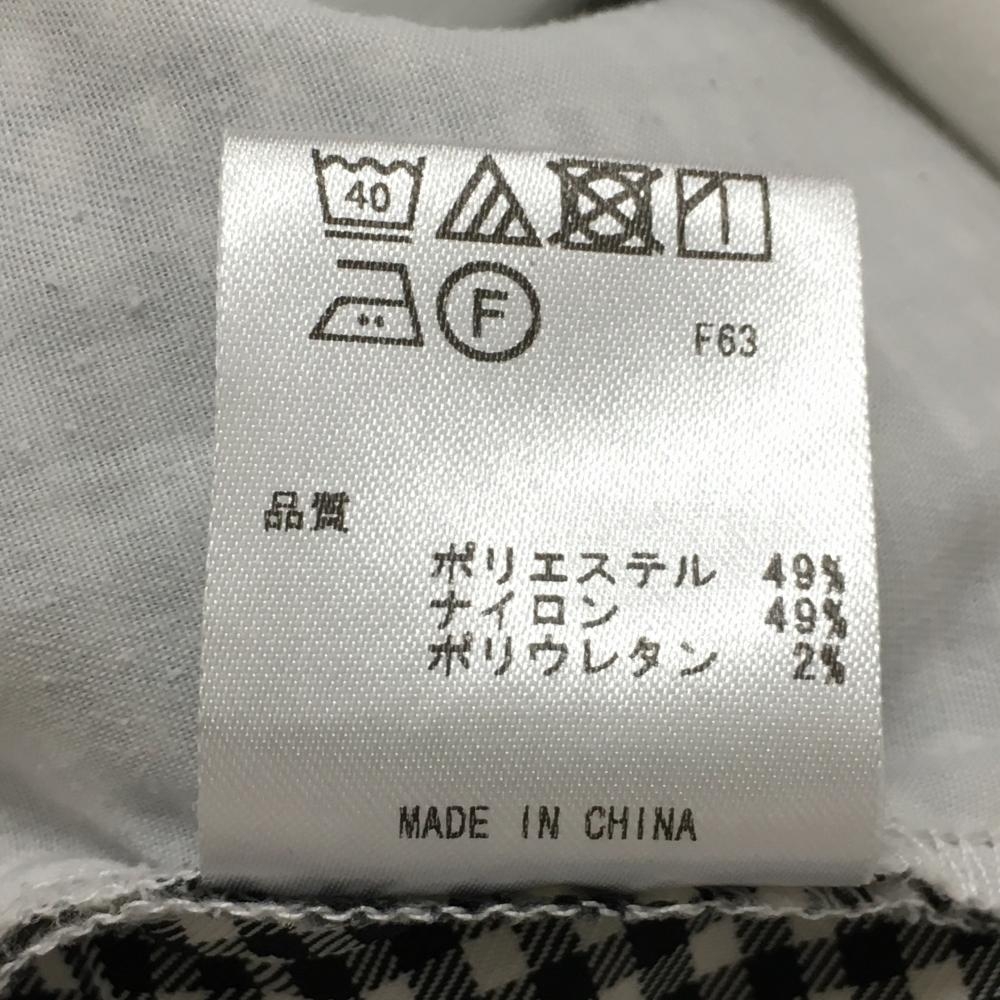 40
F F63
品質
ポリエステル 49%
ナイロン 49%
ポリウレタン 2%
MADE IN CHINA